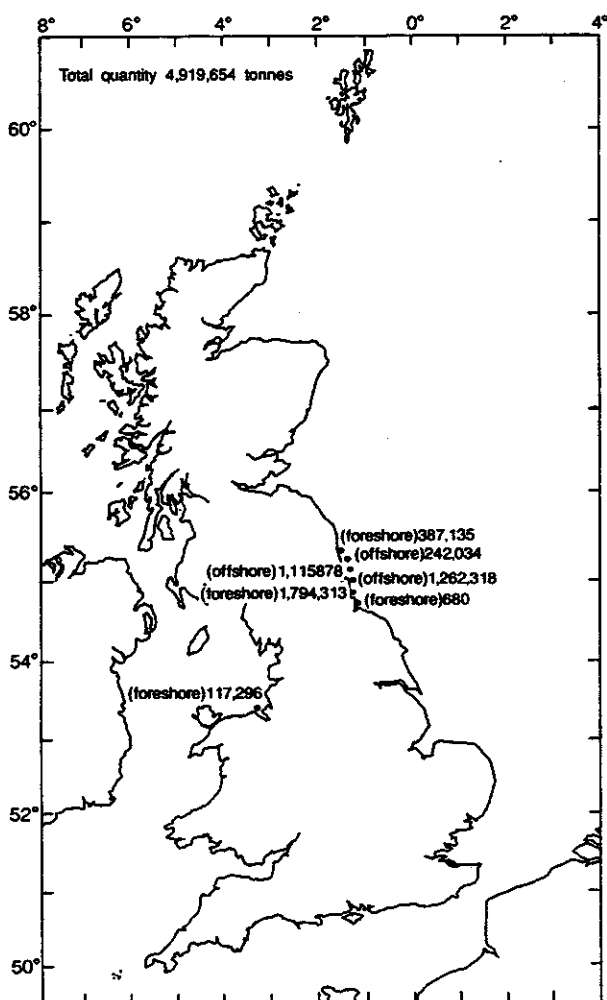 8° 6° 4° 2° 0° 2° 4°
Total quantity 4,919,654 tonnes
60°
58°
56°
(foreshore)387,135
(offshore)242,034
(offshore)1,115878
(offshore)1,262,318
(foreshore)1,794,313
(foreshore)680
54°
(foreshore)117,296
52°
50°